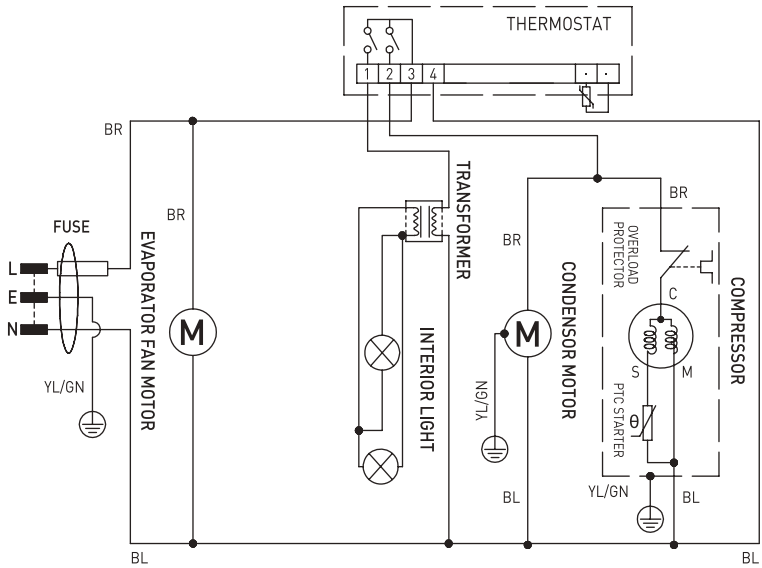 THERMOSTAT
1 2 3 4
BR
BR
FUSE
L
E
N
YL/GN
EVAPORATOR FAN MOTOR
M
TRANSFORMER
INTERIOR LIGHT
BR
M
CONDENSOR MOTOR
YL/GN
BL
BR
OVERLOAD
PROTECTOR
C
S
M
PTC STARTER
θ
COMPRESSOR
YL/GN
BL
BL
BL